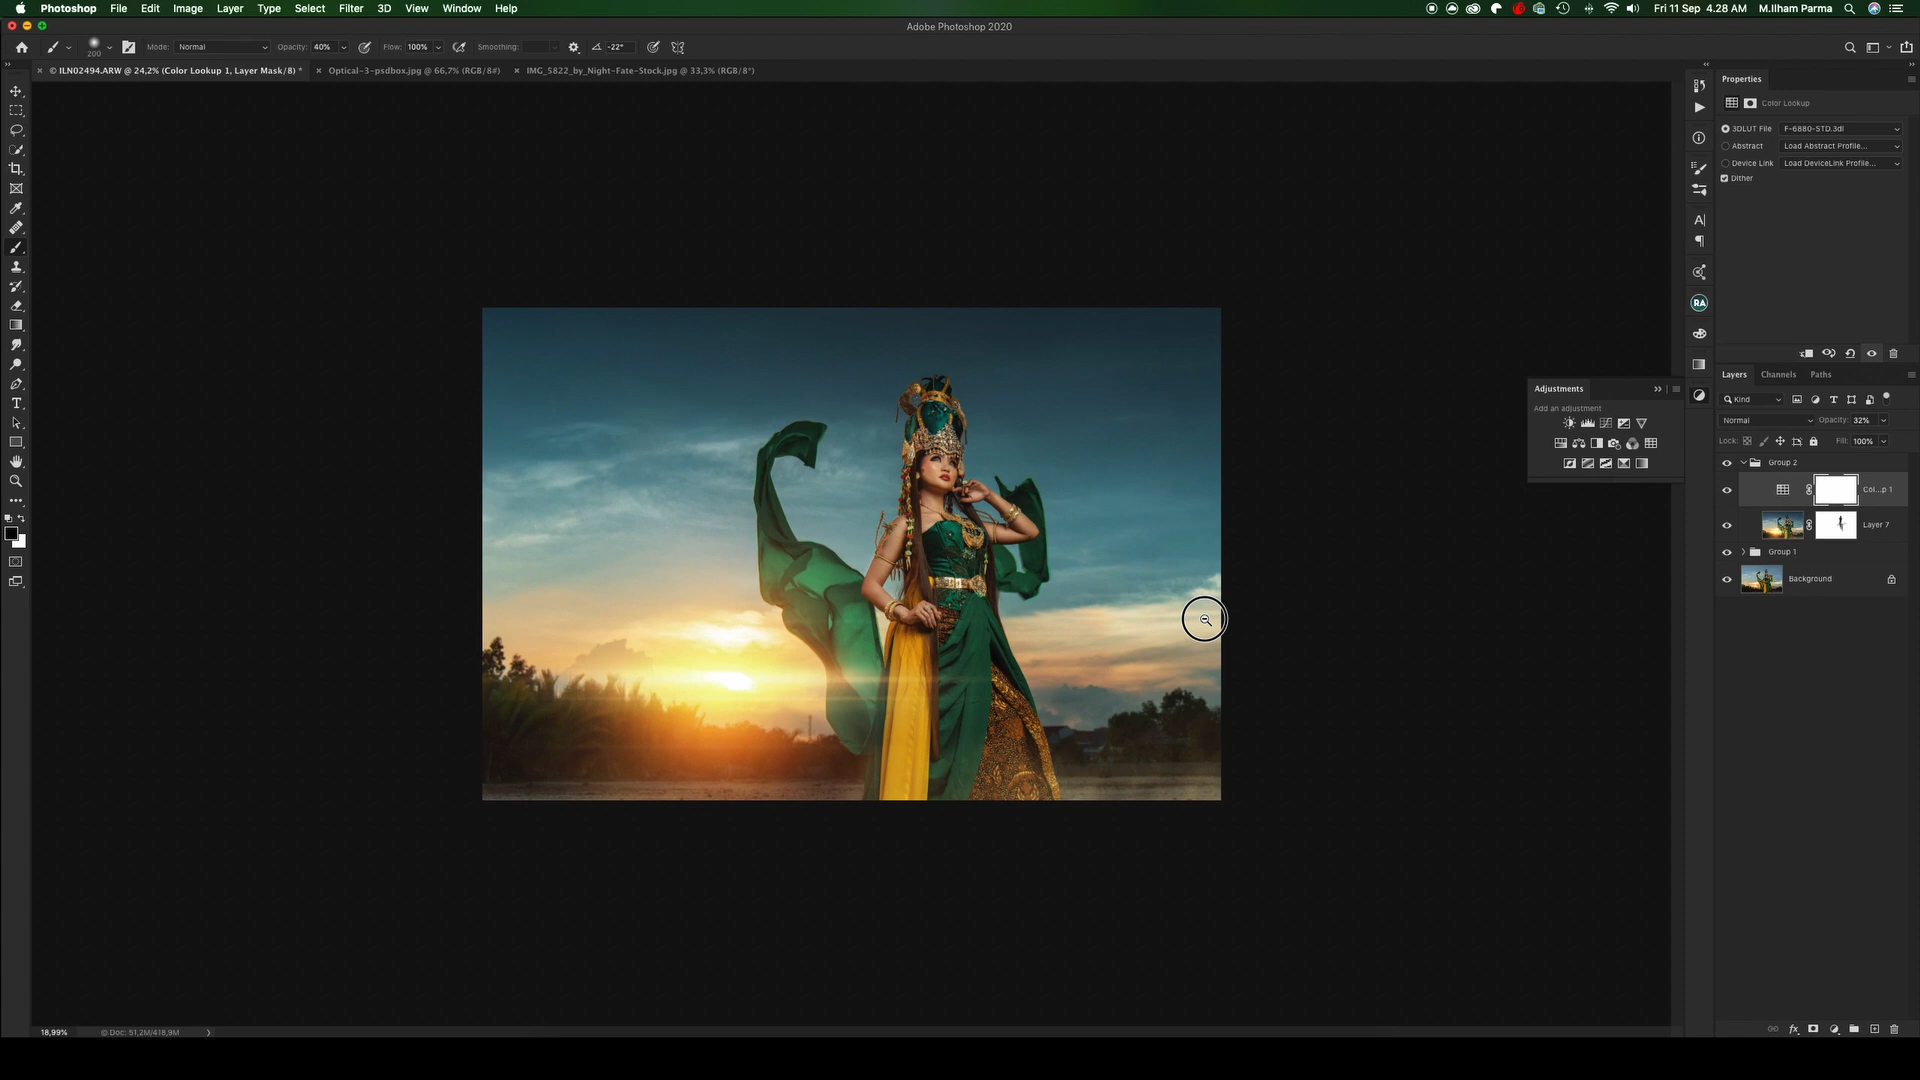 Photoshop File Edit Image Layer Type Select Filter 3D View Window Help
Fri 11 Sep 4.28 AM M.Ilham Parma
Adobe Photoshop 2020
200 Mode: Normal Opacity: 40% Flow: 100% Smoothing: -22°
© ILN02494.ARW @ 24,2% (Color Lookup 1, Layer Mask/8) *
Optical-3-psdbox.jpg @ 66,7% (RGB/8#)
IMG_5822_by_Night-Fate-Stock.jpg @ 33,3% (RGB/8*)
Properties
Color Lookup
3DLUT File F-6880-STD.3dl
Abstract Load Abstract Profile...
Device Link Load DeviceLink Profile...
Dither
RA
Adjustments
Add an adjustment
Layers Channels Paths
Kind
Normal Opacity: 32%
Lock: Fill: 100%
Group 2
Col...p 1
Layer 7
Group 1
Background
18,99% © Doc: 51,2M/418,9M